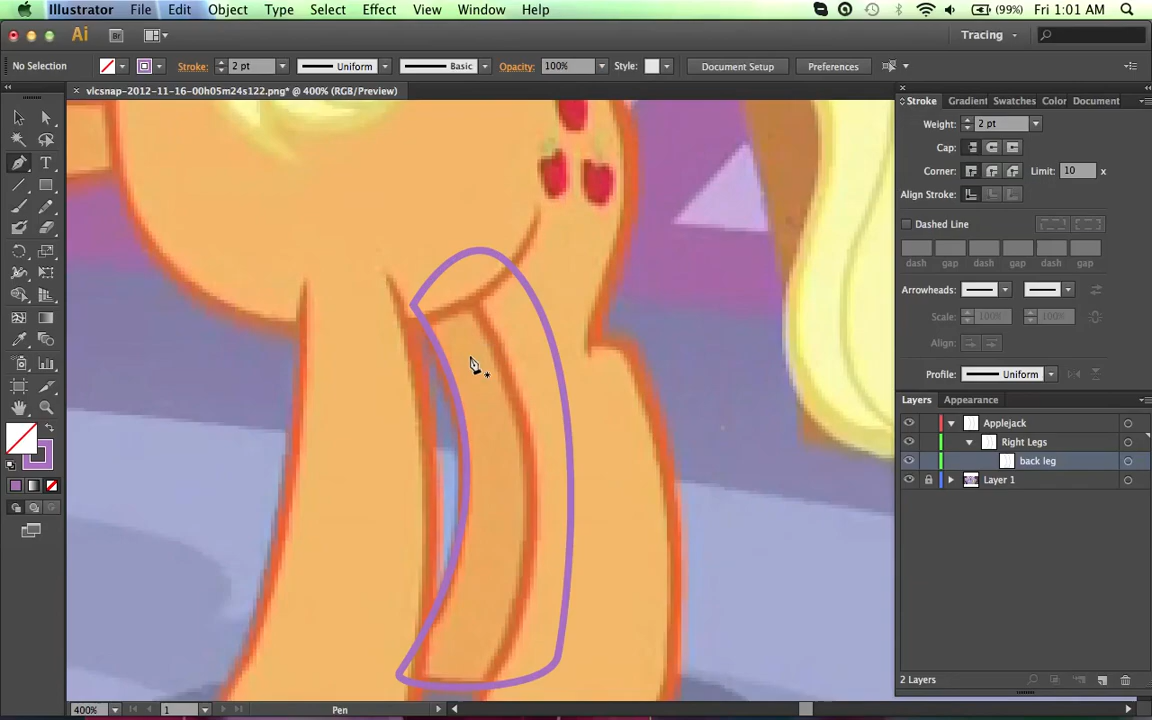 Illustrator File Edit Object Type Select Effect View Window Help (99%) Fri 1:01 AM
Ai Br Tracing
No Selection Stroke: 2 pt Uniform Basic Opacity: 100% Style: Document Setup Preferences
× vlcsnap-2012-11-16-00h05m24s122.png* @ 400% (RGB/Preview)
Stroke Gradient Swatches Color Document
Weight: 2 pt
Cap:
Corner: Limit: 10 x
Align Stroke:
Dashed Line
dash gap dash gap dash gap
Arrowheads:
Scale: 100% 100%
Align:
Profile: Uniform
Layers Appearance
Applejack
Right Legs
back leg
Layer 1
2 Layers
400% 1 Pen